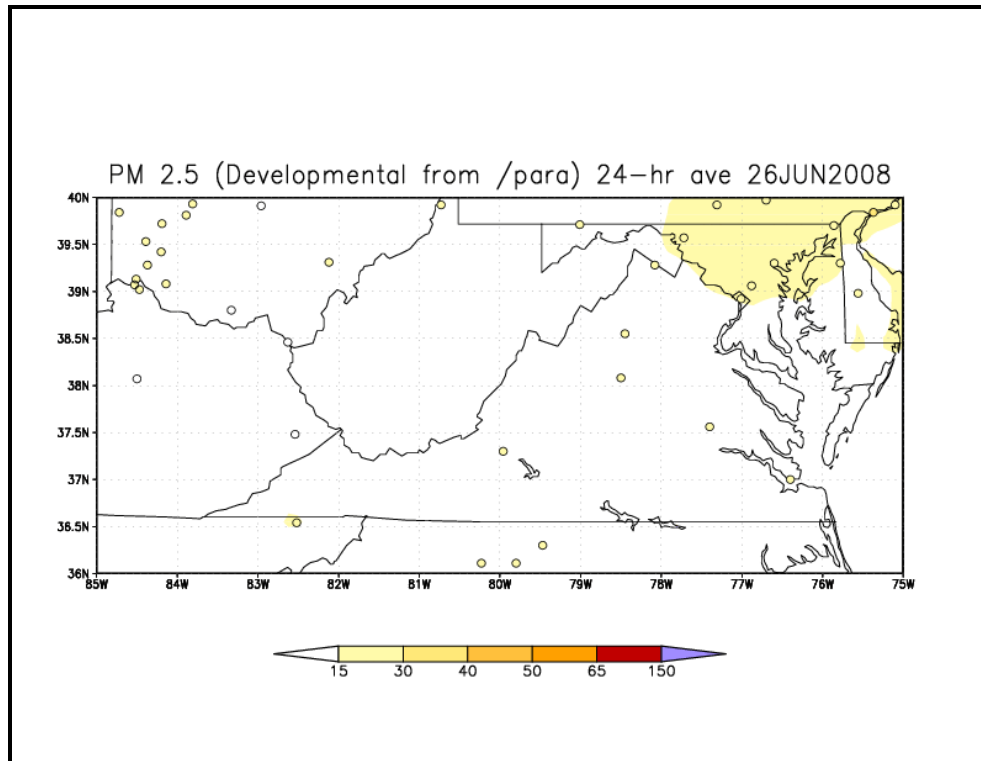 PM 2.5 (Developmental from /para) 24-hr ave 26JUN2008
40N
39.5N
39N
38.5N
38N
37.5N
37N
36.5N
36N
85W 84W 83W 82W 81W 80W 79W 78W 77W 76W 75W
15 30 40 50 65 150